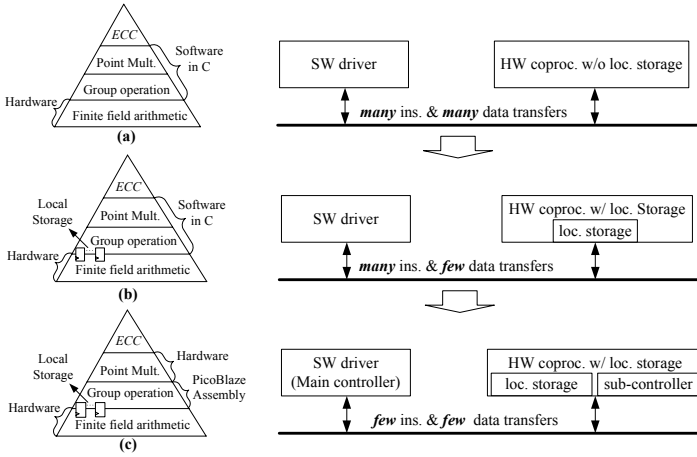 ECC
Point Mult.
Group operation
Finite field arithmetic
Software
in C
Hardware
(a)
SW driver
HW coproc. w/o loc. storage
many ins. & many data transfers
ECC
Point Mult.
Group operation
Finite field arithmetic
Local
Storage
Software
in C
Hardware
(b)
SW driver
HW coproc. w/ loc. Storage
loc. storage
many ins. & few data transfers
ECC
Point Mult.
Group operation
Finite field arithmetic
Local
Storage
Hardware
PicoBlaze
Assembly
Hardware
(c)
SW driver
(Main controller)
HW coproc. w/ loc. storage
loc. storage
sub-controller
few ins. & few data transfers